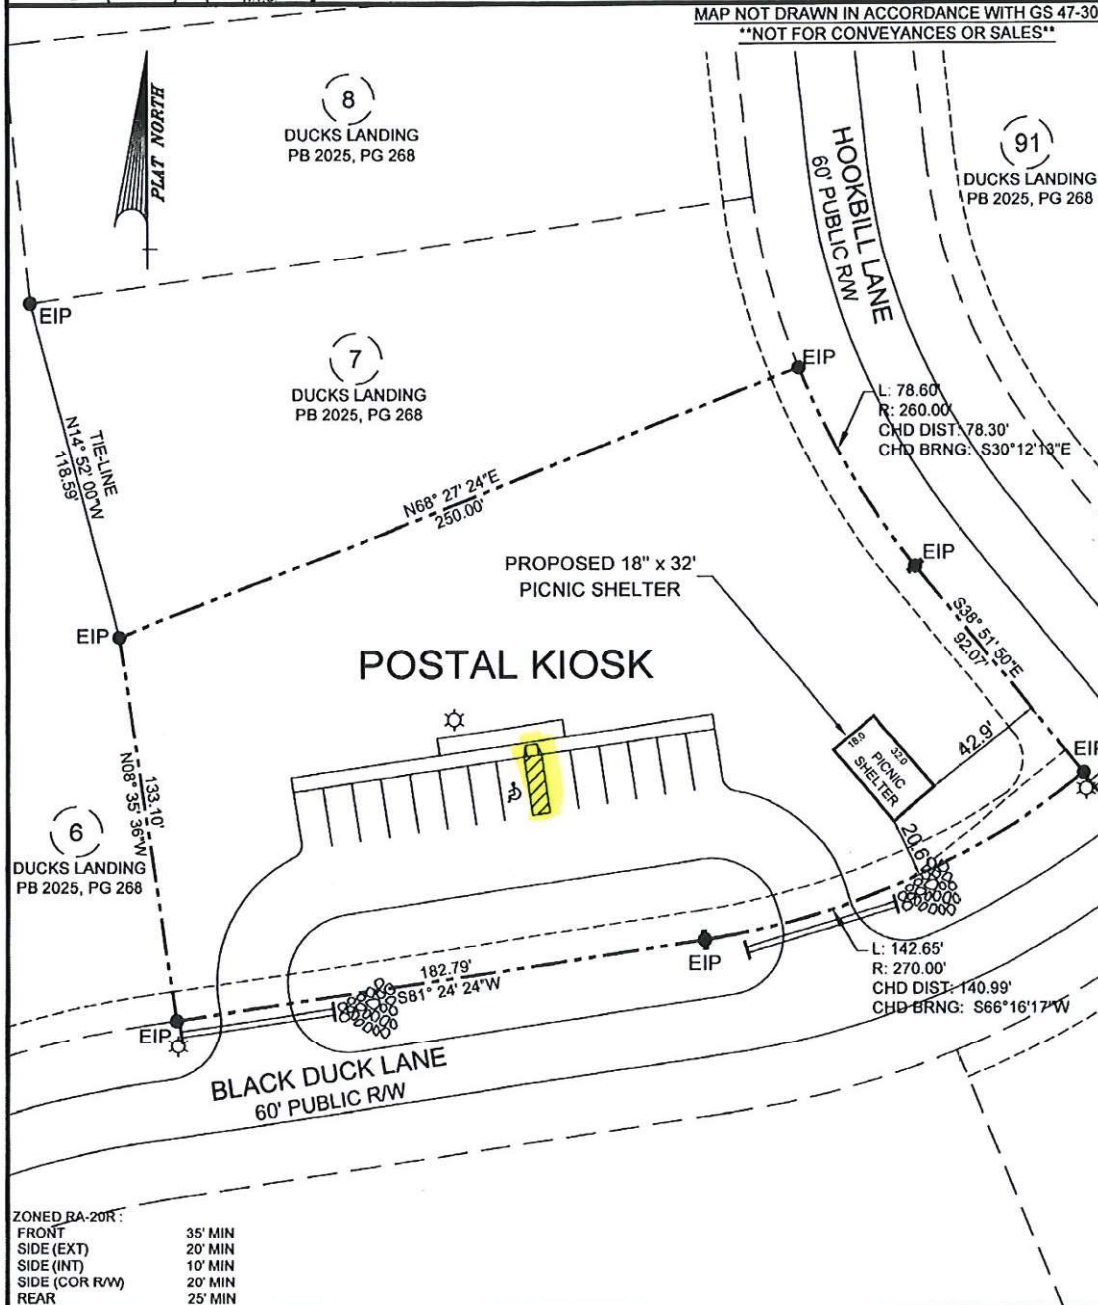 MAP NOT DRAWN IN ACCORDANCE WITH GS 47-30
**NOT FOR CONVEYANCES OR SALES**
PLAT NORTH
8
DUCKS LANDING
PB 2025, PG 268
HOOKBILL LANE
60' PUBLIC R/W
91
DUCKS LANDING
PB 2025, PG 268
EIP
7
DUCKS LANDING
PB 2025, PG 268
EIP
L: 78.60'
R: 260.00'
CHD DIST: 78.30'
CHD BRNG: S30°12'13"E
TIE-LINE
N14° 52' 00"W
118.59'
N68° 27' 24"E
250.00'
EIP
PROPOSED 18" x 32'
PICNIC SHELTER
EIP
S38° 51' 50"E
92.07'
POSTAL KIOSK
18.0
32.0
PICNIC
SHELTER
42.9'
EIP
133.10'
N08° 35' 36"W
6
DUCKS LANDING
PB 2025, PG 268
20.6'
EIP
182.79'
S81° 24' 24"W
L: 142.65'
R: 270.00'
CHD DIST: 140.99'
CHD BRNG: S66°16'17"W
EIP
BLACK DUCK LANE
60' PUBLIC R/W
ZONED RA-20R :
FRONT 35' MIN
SIDE (EXT) 20' MIN
SIDE (INT) 10' MIN
SIDE (COR R/W) 20' MIN
REAR 25' MIN